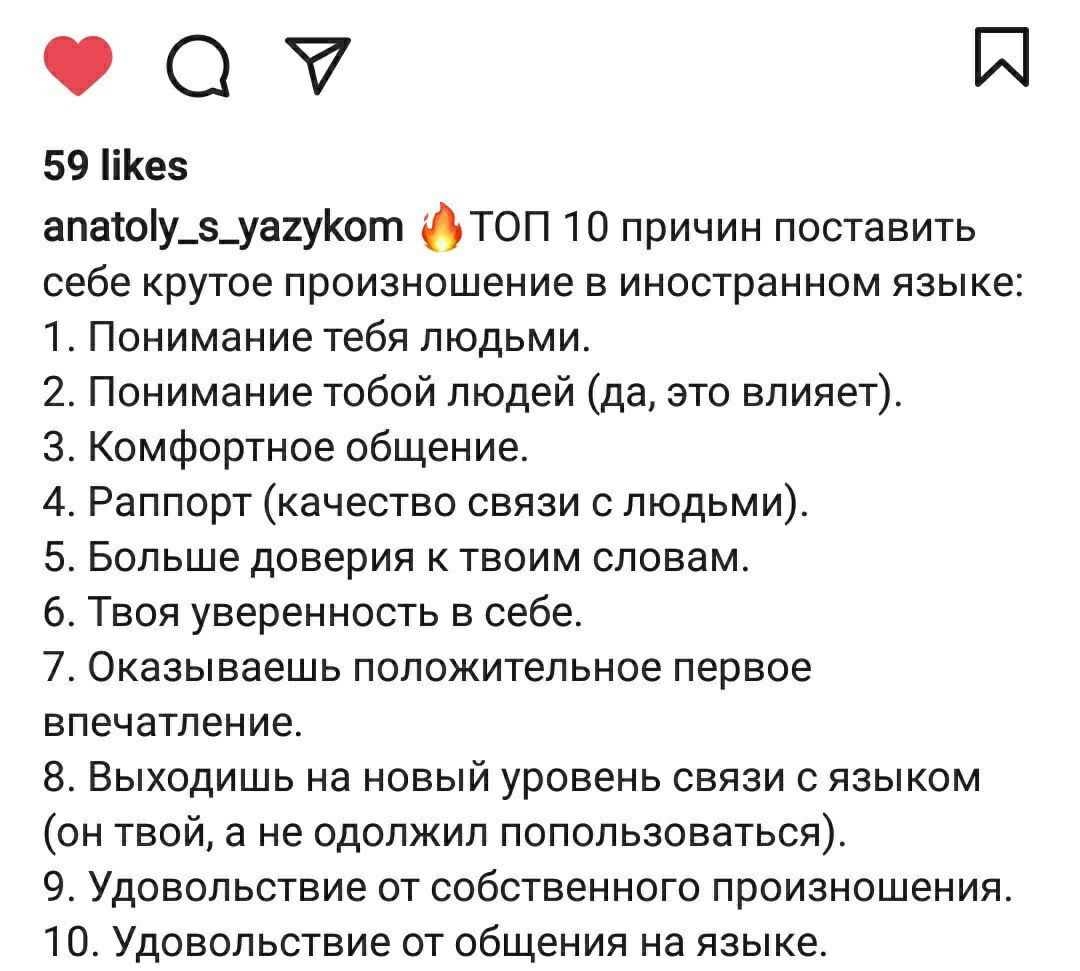 59 likes
anatoly_s_yazykom 🔥ТОП 10 причин поставить
себе крутое произношение в иностранном языке:
1. Понимание тебя людьми.
2. Понимание тобой людей (да, это влияет).
3. Комфортное общение.
4. Раппорт (качество связи с людьми).
5. Больше доверия к твоим словам.
6. Твоя уверенность в себе.
7. Оказываешь положительное первое
впечатление.
8. Выходишь на новый уровень связи с языком
(он твой, а не одолжил попользоваться).
9. Удовольствие от собственного произношения.
10. Удовольствие от общения на языке.